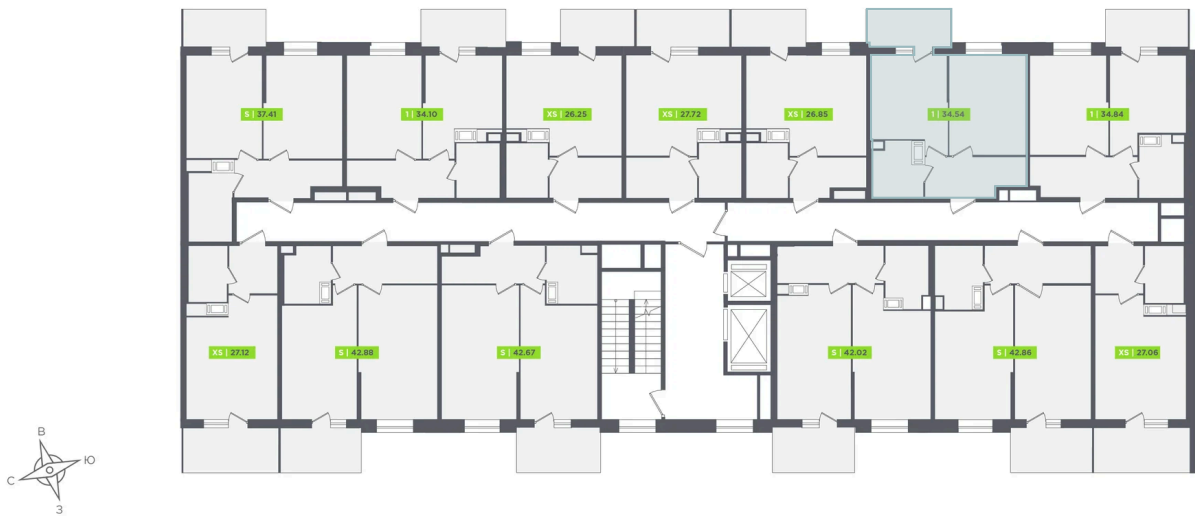 S | 37.41
1 | 34.10
XS | 26.25
XS | 27.72
XS | 26.85
1 | 34.54
1 | 34.84
XS | 27.12
S | 42.88
S | 42.67
S | 42.02
S | 42.86
XS | 27.06
В
Ю
С
З